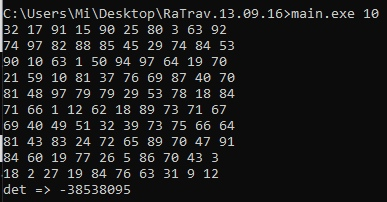 C:\Users\Mi\Desktop\RaTrav.13.09.16>main.exe 10
32 17 91 15 90 25 80 3 63 92
74 97 82 88 85 45 29 74 84 53
90 10 63 1 50 94 97 64 19 70
21 59 10 81 37 76 69 87 40 70
81 48 97 79 79 29 53 78 18 84
71 66 1 12 62 18 89 73 71 67
69 40 49 51 32 39 73 75 66 64
81 43 83 24 72 65 89 70 47 91
84 60 19 77 26 5 86 70 43 3
18 2 27 19 84 76 63 31 9 12
det => -38538095